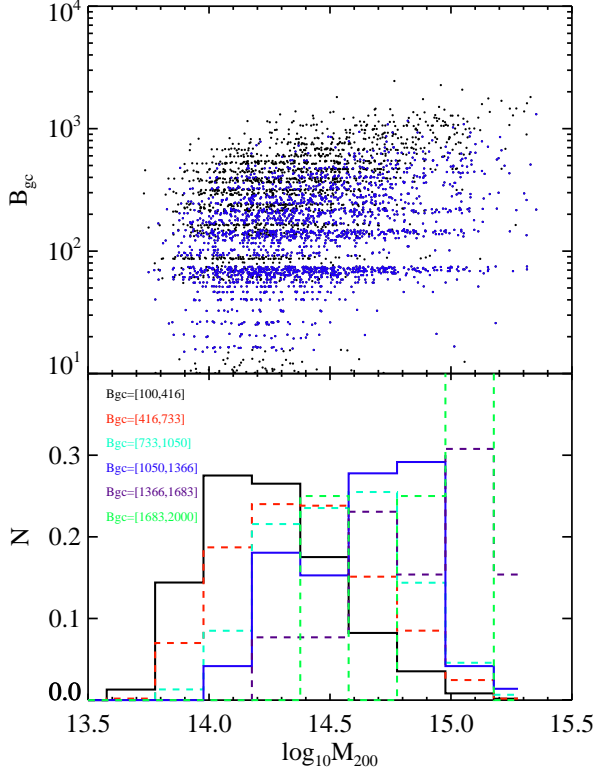 10^4
10^3
B_gc
10^2
10^1
Bgc=[100,416]
Bgc=[416,733]
Bgc=[733,1050]
Bgc=[1050,1366]
Bgc=[1366,1683]
Bgc=[1683,2000]
0.3
0.2
N
0.1
0.0
13.5 14.0 14.5 15.0 15.5
log_10 M_200